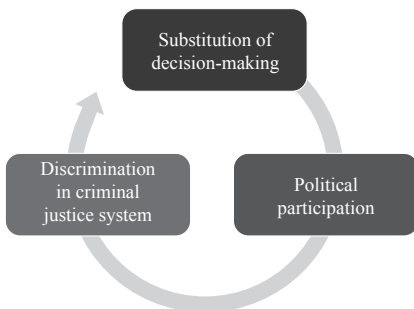 Substitution of
decision-making
Political
participation
Discrimination
in criminal
justice system